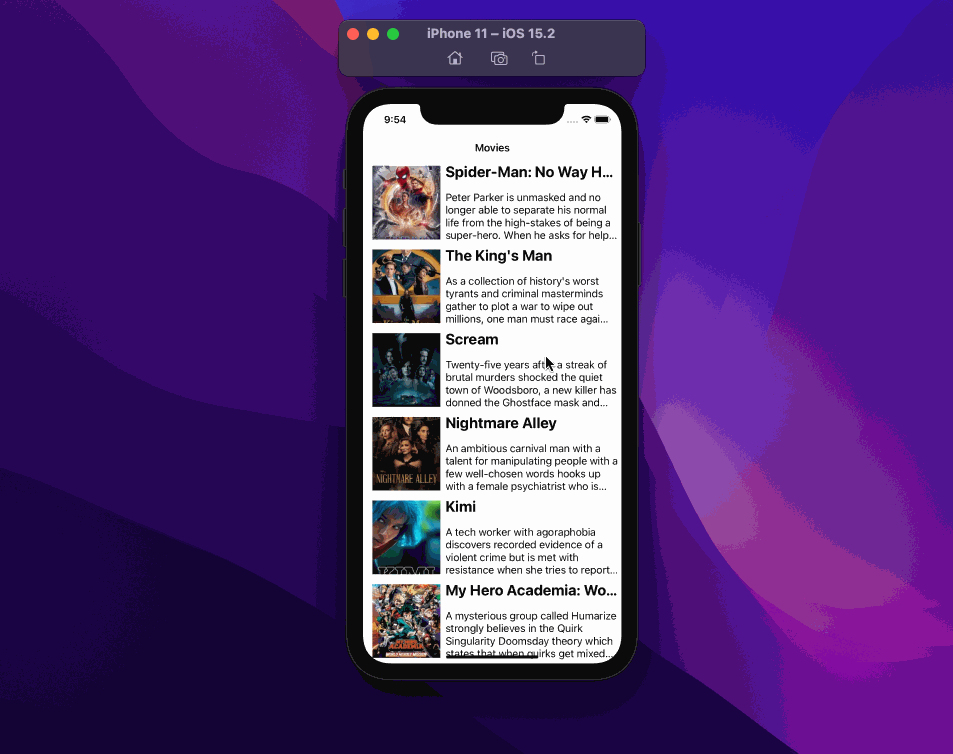 iPhone 11 – iOS 15.2
9:54
Movies
Spider-Man: No Way H...
Peter Parker is unmasked and no
longer able to separate his normal
life from the high-stakes of being a
super-hero. When he asks for help...
The King's Man
As a collection of history's worst
tyrants and criminal masterminds
gather to plot a war to wipe out
millions, one man must race agai...
Scream
Twenty-five years after a streak of
brutal murders shocked the quiet
town of Woodsboro, a new killer has
donned the Ghostface mask and...
NIGHTMARE ALLEY
Nightmare Alley
An ambitious carnival man with a
talent for manipulating people with a
few well-chosen words hooks up
with a female psychiatrist who is...
KIMI
Kimi
A tech worker with agoraphobia
discovers recorded evidence of a
violent crime but is met with
resistance when she tries to report...
My Hero Academia: Wo...
A mysterious group called Humarize
strongly believes in the Quirk
Singularity Doomsday theory which
states that when quirks get mixed...